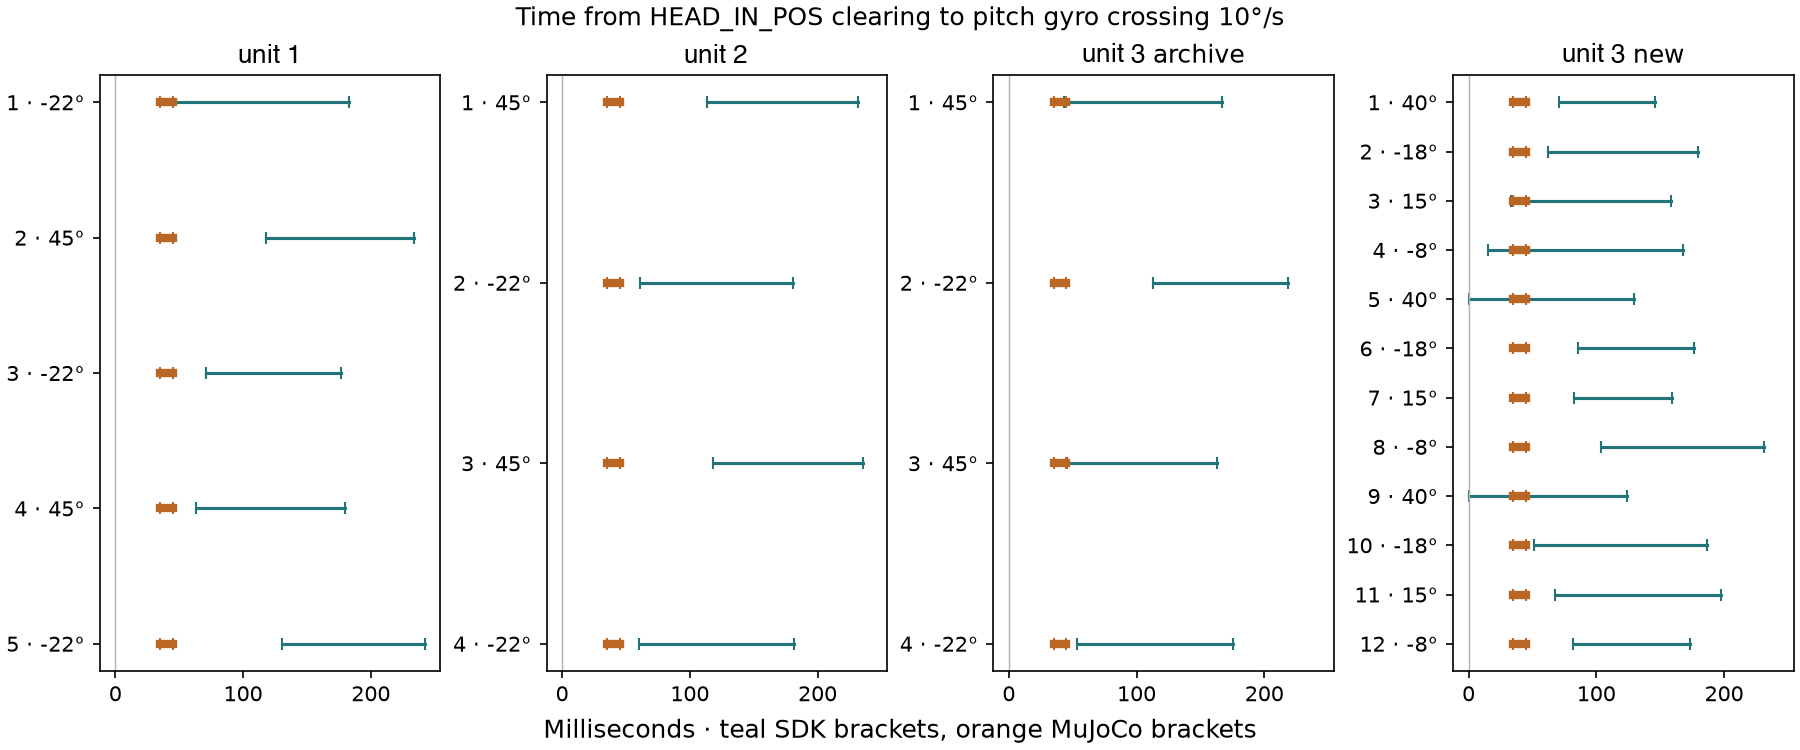 Time from HEAD_IN_POS clearing to pitch gyro crossing 10°/s
unit 1
1 · -22°
2 · 45°
3 · -22°
4 · 45°
5 · -22°
0 100 200
unit 2
1 · 45°
2 · -22°
3 · 45°
4 · -22°
0 100 200
unit 3 archive
1 · 45°
2 · -22°
3 · 45°
4 · -22°
0 100 200
unit 3 new
1 · 40°
2 · -18°
3 · 15°
4 · -8°
5 · 40°
6 · -18°
7 · 15°
8 · -8°
9 · 40°
10 · -18°
11 · 15°
12 · -8°
0 100 200
Milliseconds · teal SDK brackets, orange MuJoCo brackets